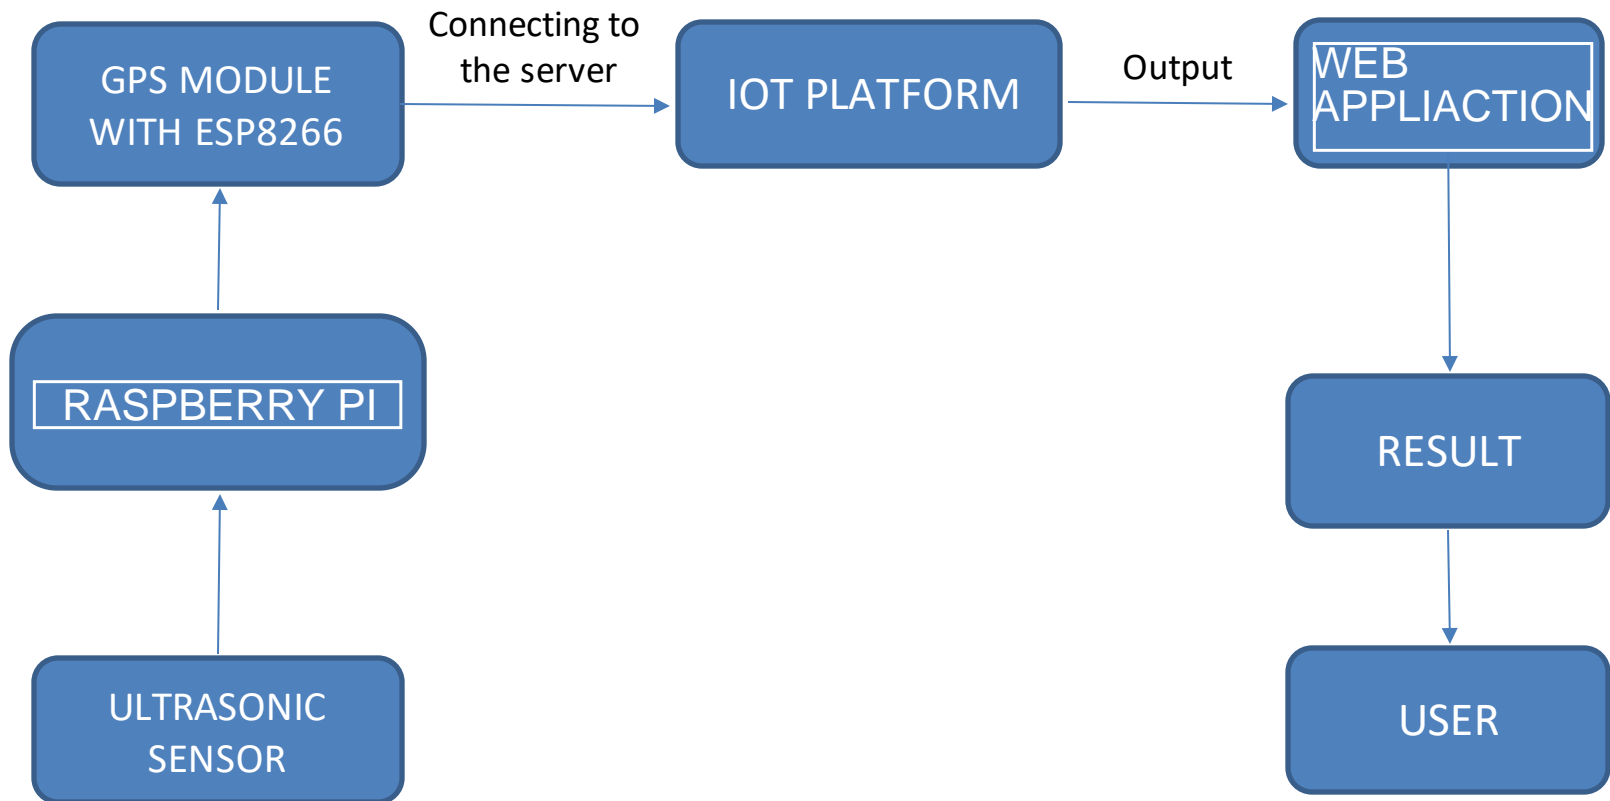 Connecting to
the server
GPS MODULE
WITH ESP8266
IOT PLATFORM
Output
WEB
APPLIACTION
RASPBERRY PI
RESULT
ULTRASONIC
SENSOR
USER